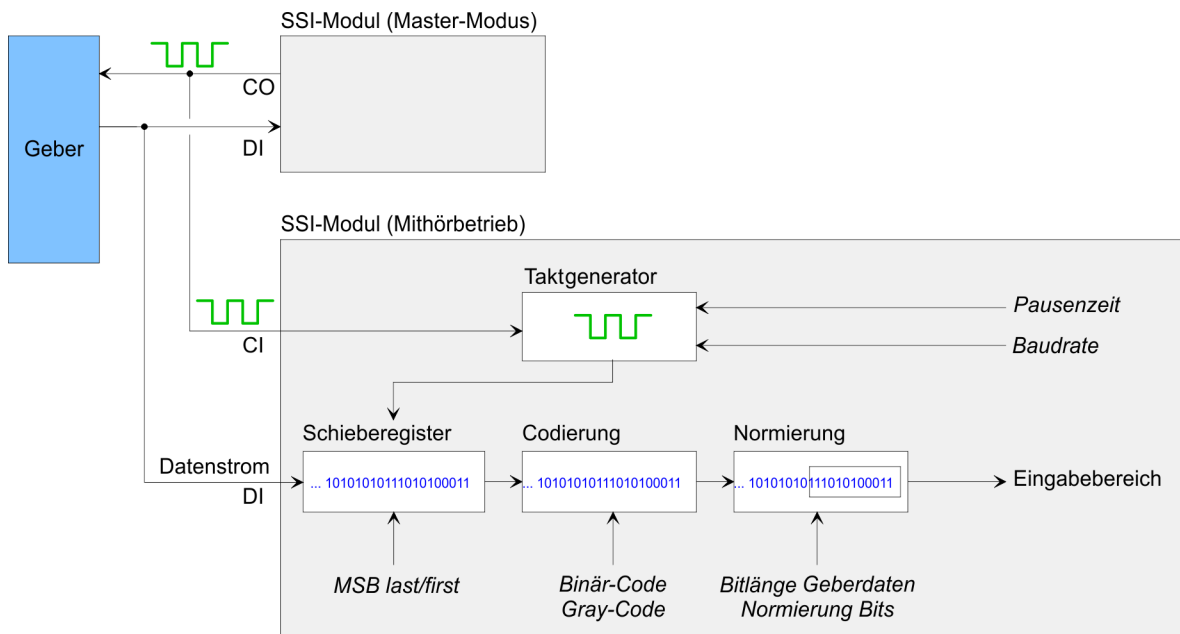 SSI-Modul (Master-Modus)
CO
Geber
DI
SSI-Modul (Mithörbetrieb)
Taktgenerator
Pausenzeit
CI
Baudrate
Schieberegister
Codierung
Normierung
Datenstrom
... 10101010111010100011
... 10101010111010100011
... 10101010111010100011
Eingabebereich
DI
MSB last/first
Binär-Code
Gray-Code
Bitlänge Geberdaten
Normierung Bits